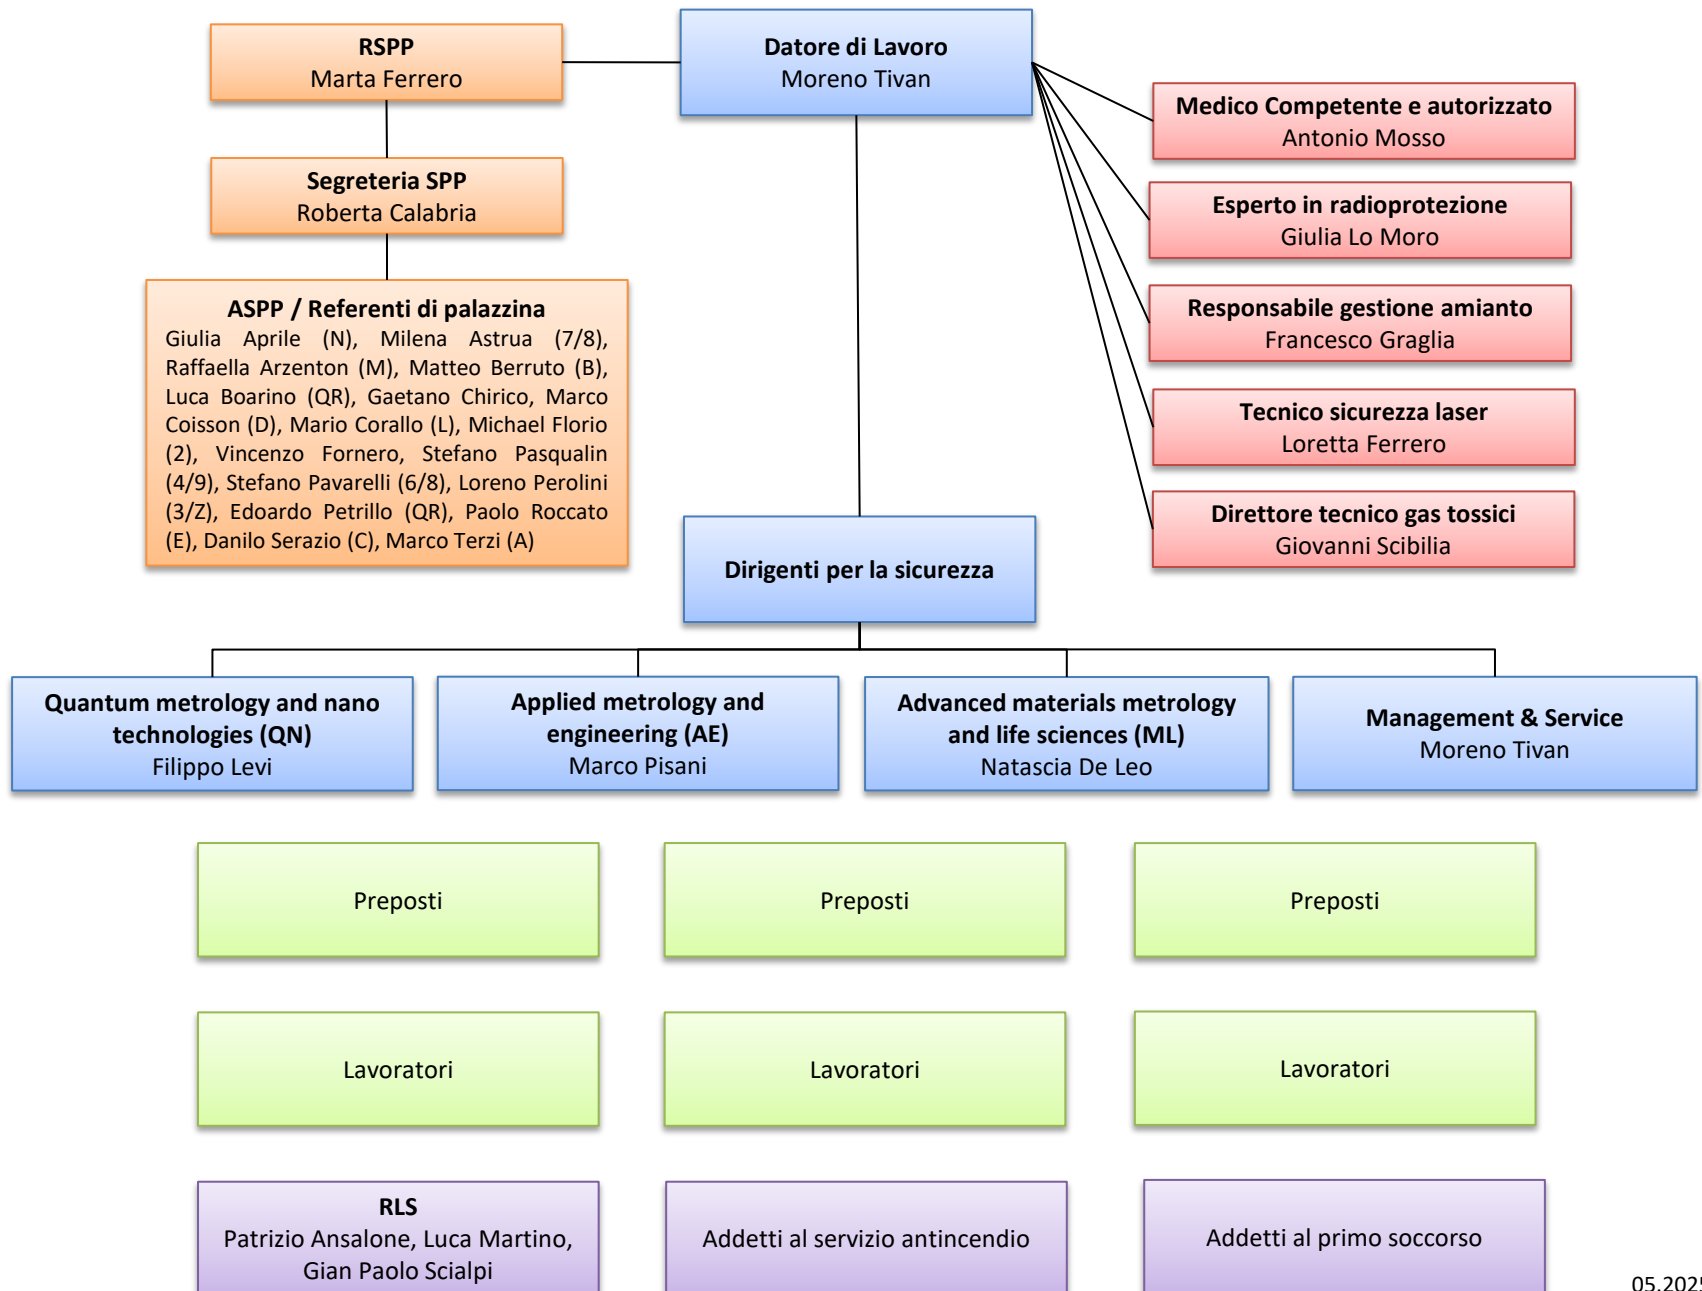 RSPP
Marta Ferrero
Datore di Lavoro
Moreno Tivan
Medico Competente e autorizzato
Antonio Mosso
Segreteria SPP
Roberta Calabria
Esperto in radioprotezione
Giulia Lo Moro
ASPP / Referenti di palazzina
Giulia Aprile (N), Milena Astrua (7/8),
Raffaella Arzenton (M), Matteo Berruto (B),
Luca Boarino (QR), Gaetano Chirico, Marco
Coisson (D), Mario Corallo (L), Michael Florio
(2), Vincenzo Fornero, Stefano Pasqualin
(4/9), Stefano Pavarelli (6/8), Loreno Perolini
(3/Z), Edoardo Petrillo (QR), Paolo Roccato
(E), Danilo Serazio (C), Marco Terzi (A)
Responsabile gestione amianto
Francesco Graglia
Tecnico sicurezza laser
Loretta Ferrero
Direttore tecnico gas tossici
Giovanni Scibilia
Dirigenti per la sicurezza
Quantum metrology and nano
technologies (QN)
Filippo Levi
Applied metrology and
engineering (AE)
Marco Pisani
Advanced materials metrology
and life sciences (ML)
Natascia De Leo
Management & Service
Moreno Tivan
Preposti
Preposti
Preposti
Lavoratori
Lavoratori
Lavoratori
RLS
Patrizio Ansalone, Luca Martino,
Gian Paolo Scialpi
Addetti al servizio antincendio
Addetti al primo soccorso
05.2025